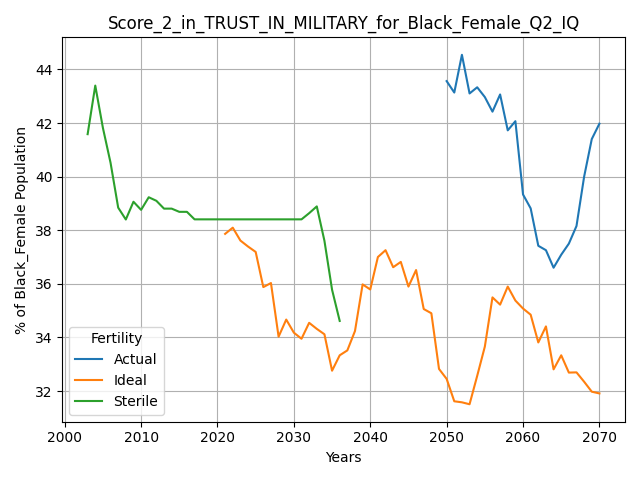 Score_2_in_TRUST_IN_MILITARY_for_Black_Female_Q2_IQ
% of Black_Female Population
44
42
40
38
36
34
32
Fertility
Actual
Ideal
Sterile
2000 2010 2020 2030 2040 2050 2060 2070
Years